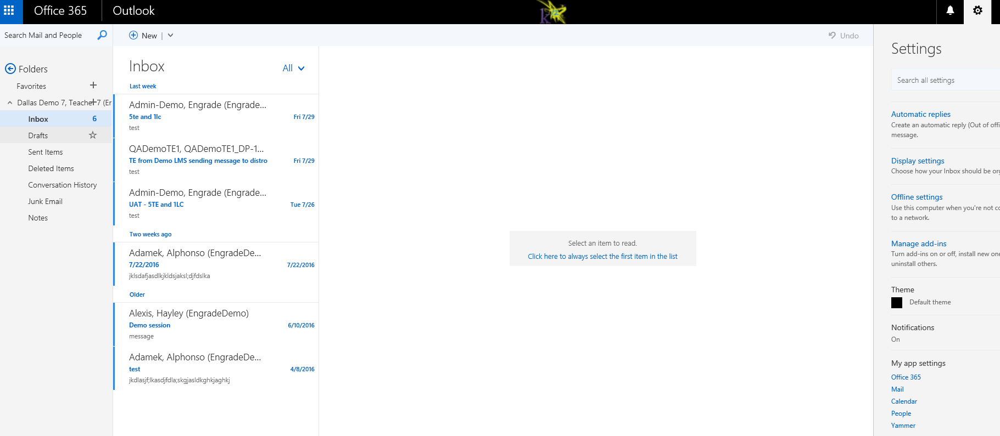 Office 365
Outlook
Search Mail and People
New |
Undo
Folders
Favorites
Dallas Demo 7, Teacher 7 (Er
Inbox 6
Drafts
Sent Items
Deleted Items
Conversation History
Junk Email
Notes
Inbox
All
Last week
Admin-Demo, Engrade (Engrade...
5te and 1lc Fri 7/29
test
QADemoTE1, QADemoTE1_DP-1...
TE from Demo LMS sending message to distro Fri 7/29
test
Admin-Demo, Engrade (Engrade...
UAT - 5TE and 1LC Tue 7/26
test
Two weeks ago
Adamek, Alphonso (EngradeDe...
7/22/2016 7/22/2016
jklsdafjasdlkjkldsjaksl;djfdslka
Older
Alexis, Hayley (EngradeDemo)
Demo session 6/10/2016
message
Adamek, Alphonso (EngradeDe...
test 4/8/2016
jkdlasjf;lkasdjfdla;skgjasldkghkjaghkj
Select an item to read.
Click here to always select the first item in the list
Settings
Search all settings
Automatic replies
Create an automatic reply (Out of offi
message.
Display settings
Choose how your Inbox should be org
Offline settings
Use this computer when you're not co
to a network.
Manage add-ins
Turn add-ins on or off, install new one
uninstall others.
Theme
Default theme
Notifications
On
My app settings
Office 365
Mail
Calendar
People
Yammer